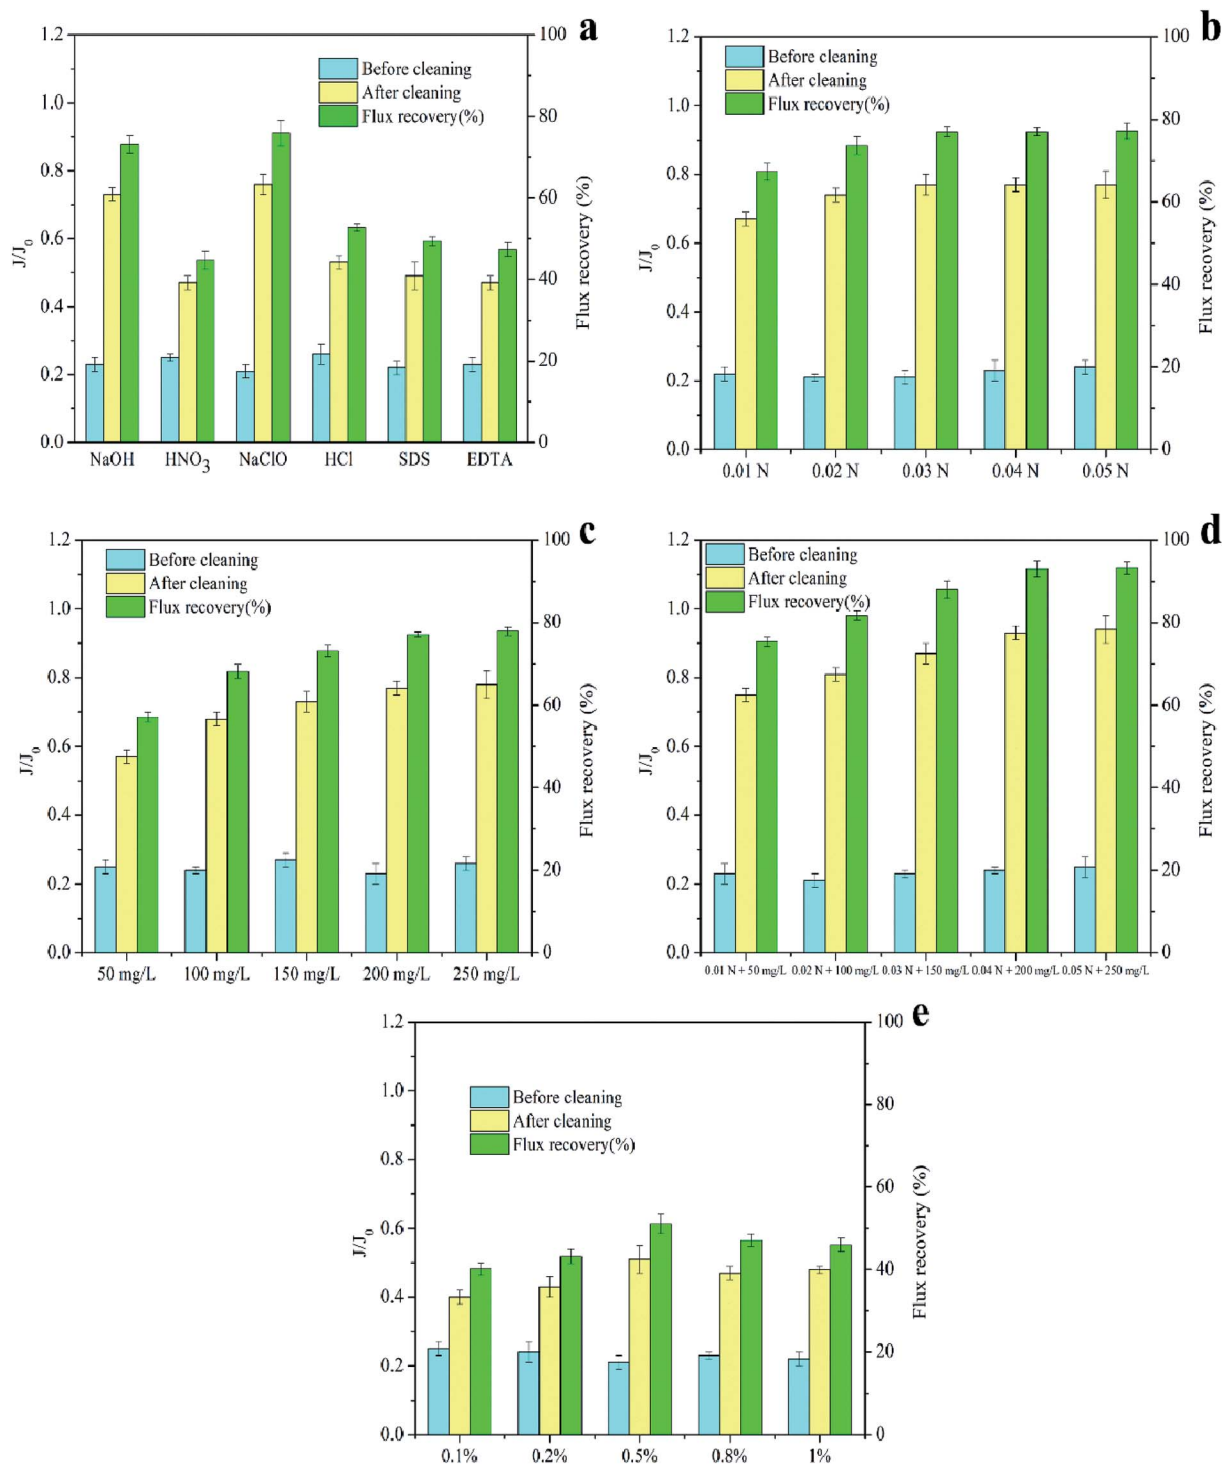 a
1.2
1.0
0.8
0.6
0.4
0.2
0.0
J/J0
100
80
60
40
20
0
Flux recovery (%)
Before cleaning
After cleaning
Flux recovery(%)
NaOH HNO3 NaClO HCl SDS EDTA
b
1.2
1.0
0.8
0.6
0.4
0.2
0.0
J/J0
100
80
60
40
20
0
Flux recovery (%)
Before cleaning
After cleaning
Flux recovery(%)
0.01 N 0.02 N 0.03 N 0.04 N 0.05 N
c
1.2
1.0
0.8
0.6
0.4
0.2
0.0
J/J0
100
80
60
40
20
0
Flux recovery (%)
Before cleaning
After cleaning
Flux recovery(%)
50 mg/L 100 mg/L 150 mg/L 200 mg/L 250 mg/L
d
1.2
1.0
0.8
0.6
0.4
0.2
0.0
J/J0
100
80
60
40
20
0
Flux recovery (%)
Before cleaning
After cleaning
Flux recovery(%)
0.01 N + 50 mg/L 0.02 N + 100 mg/L 0.03 N + 150 mg/L 0.04 N + 200 mg/L 0.05 N + 250 mg/L
e
1.2
1.0
0.8
0.6
0.4
0.2
0.0
J/J0
100
80
60
40
20
0
Flux recovery (%)
Before cleaning
After cleaning
Flux recovery(%)
0.1% 0.2% 0.5% 0.8% 1%